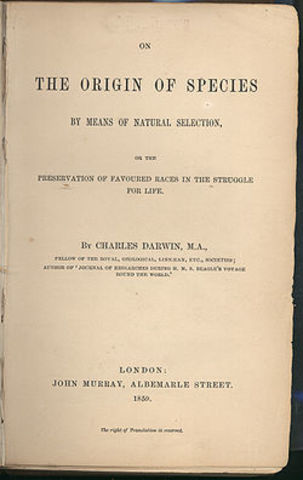 ON
THE ORIGIN OF SPECIES
BY MEANS OF NATURAL SELECTION,
OR THE
PRESERVATION OF FAVOURED RACES IN THE STRUGGLE
FOR LIFE.
BY CHARLES DARWIN, M.A.,
FELLOW OF THE ROYAL, GEOLOGICAL, LINNÆAN, ETC., SOCIETIES;
AUTHOR OF 'JOURNAL OF RESEARCHES DURING H. M. S. BEAGLE'S VOYAGE
ROUND THE WORLD.'
LONDON:
JOHN MURRAY, ALBEMARLE STREET.
1859.
The right of Translation is reserved.